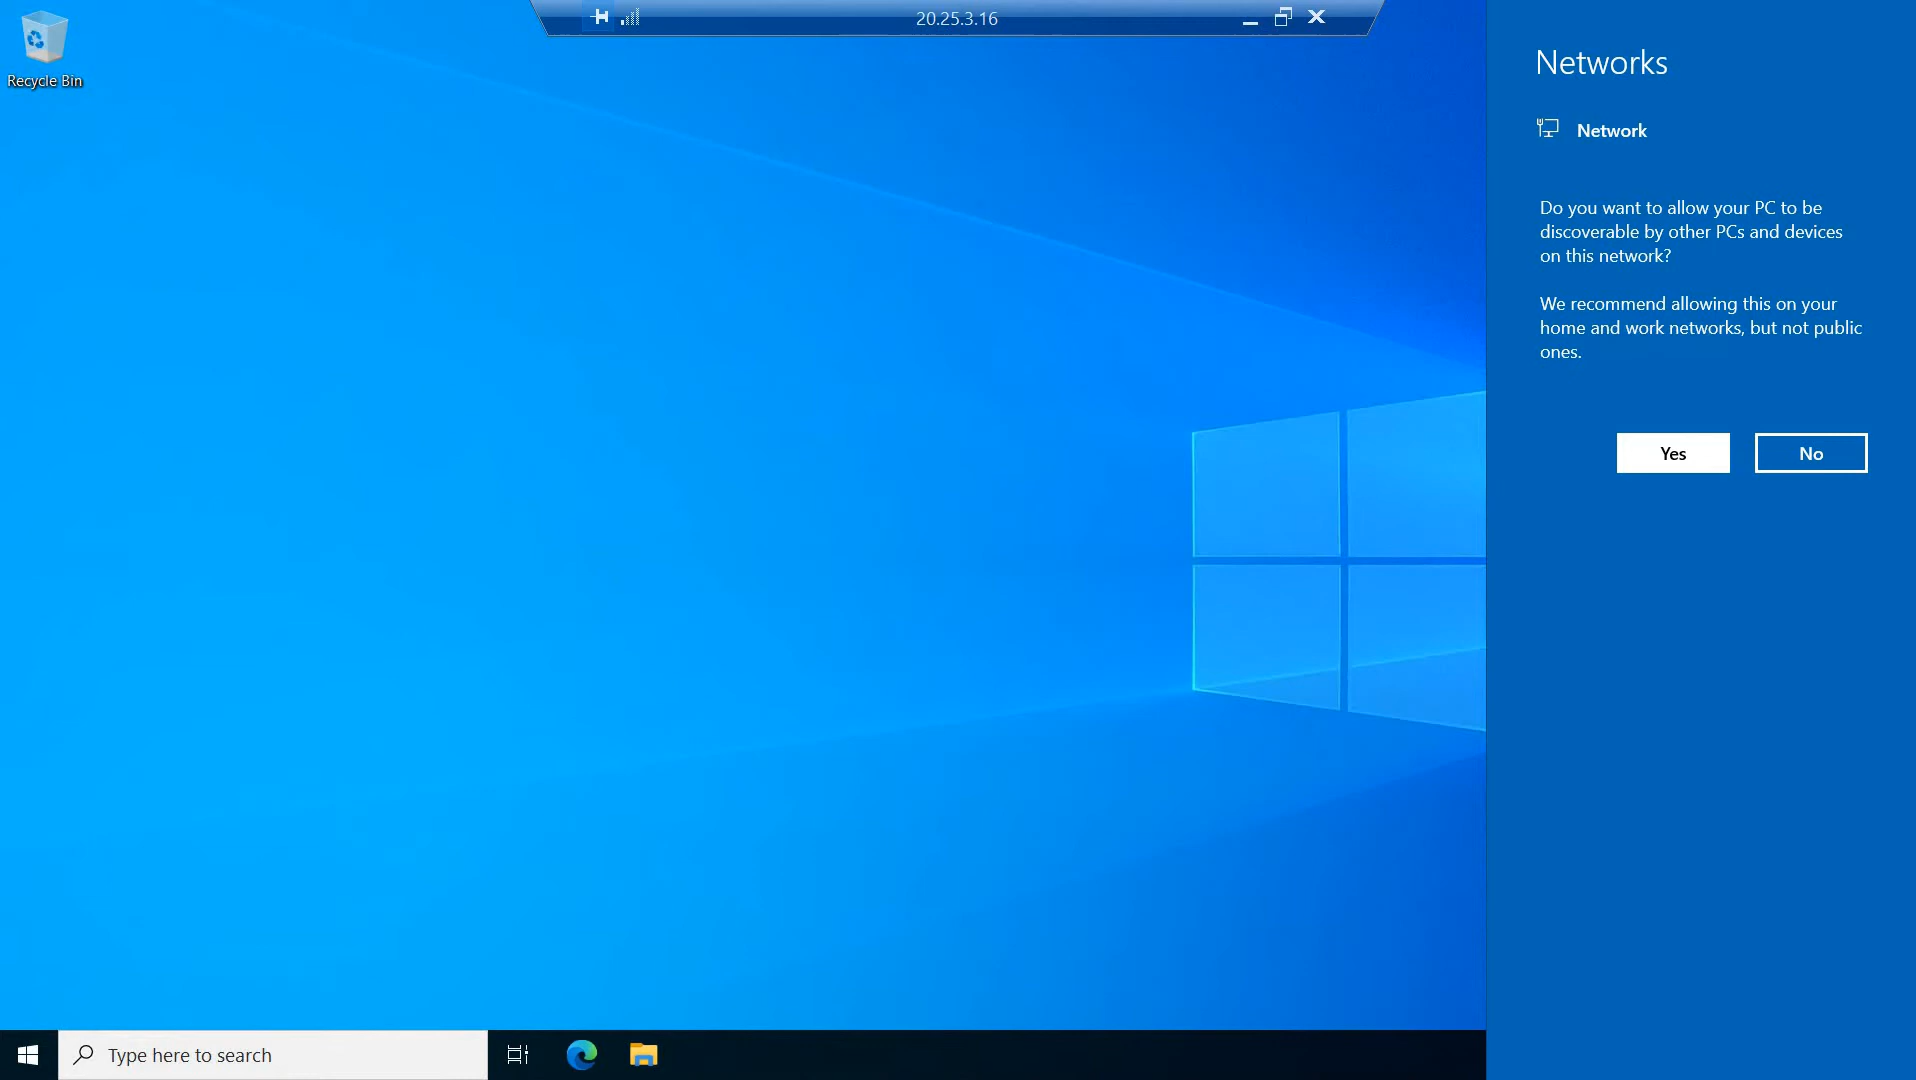 20.25.3.16
Recycle Bin
Networks
Network
Do you want to allow your PC to be
discoverable by other PCs and devices
on this network?
We recommend allowing this on your
home and work networks, but not public
ones.
Yes
No
Type here to search